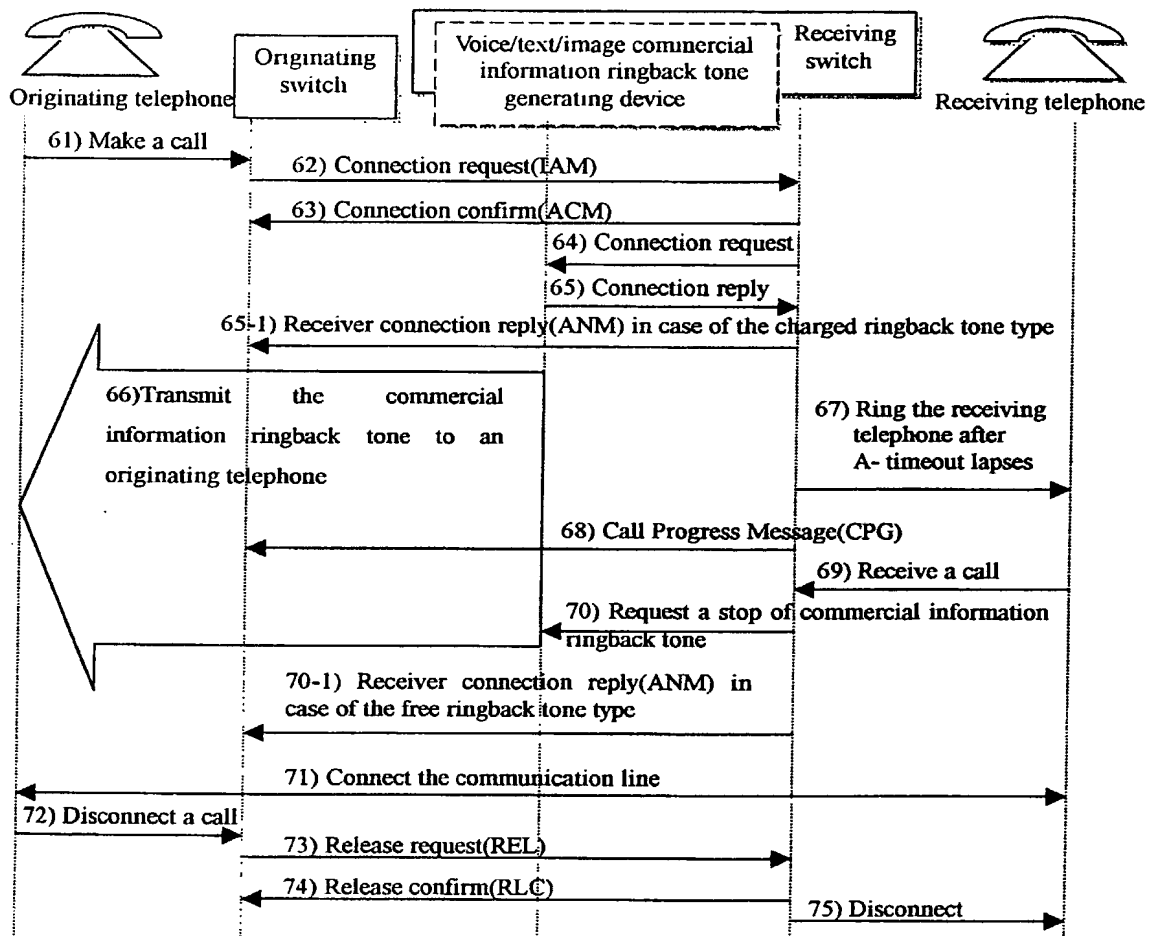 Originating telephone
Originating
switch
Voice/text/image commercial
information ringback tone
generating device
Receiving
switch
Receiving telephone
61) Make a call
62) Connection request(IAM)
63) Connection confirm(ACM)
64) Connection request
65) Connection reply
65-1) Receiver connection reply(ANM) in case of the charged ringback tone type
66)Transmit the commercial
information ringback tone to an
originating telephone
67) Ring the receiving
telephone after
A- timeout lapses
68) Call Progress Message(CPG)
69) Receive a call
70) Request a stop of commercial information
ringback tone
70-1) Receiver connection reply(ANM) in
case of the free ringback tone type
71) Connect the communication line
72) Disconnect a call
73) Release request(REL)
74) Release confirm(RLC)
75) Disconnect